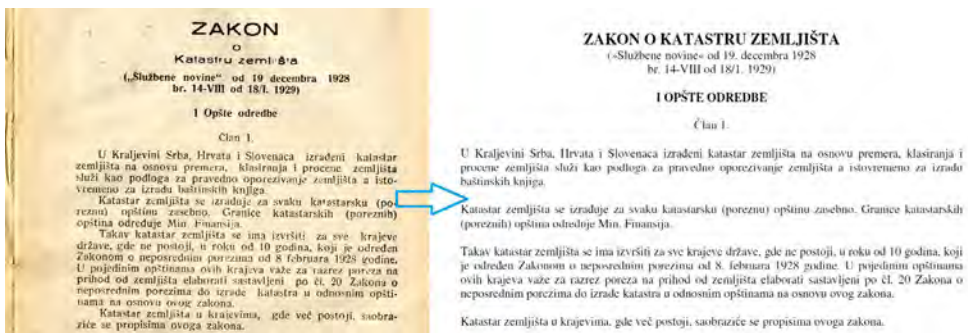 ZAKON
O
Katastru zemljišta
(„Službene novine“ od 19 decembra 1928
br. 14-VIII od 18/I. 1929)
I Opšte odredbe
Član 1.
U Kraljevini Srba, Hrvata i Slovenaca izrađeni katastar
zemljišta na osnovu premera, klasiranja i procene zemljišta
služi kao podloga za pravedno oporezivanje zemljišta a isto-
vremeno za izradu baštinskih knjiga.
Katastar zemljišta se izrađuje za svaku katastarsku (po-
reznu) opštinu zasebno. Granice katastarskih (poreznih)
opština određuje Min. Finansija.
Takav katastar zemljišta se ima izvršiti za sve krajeve
države, gde ne postoji, u roku od 10 godina, koji je određen
Zakonom o neposrednim porezima od 8 februara 1928 godine.
U pojedinim opštinama ovih krajeva važe za razrez poreza na
prihod od zemljišta elaborati sastavljeni po čl. 20 Zakona o
neposrednim porezima do izrade katastra u odnosnim opšti-
nama na osnovu ovog zakona.
Katastar zemljišta u krajevima, gde već postoji, saobra-
ziće se propisima ovoga zakona.
ZAKON O KATASTRU ZEMLJIŠTA
(«Službene novine» od 19. decembra 1928
br. 14-VIII od 18/1. 1929)
I OPŠTE ODREDBE
Član 1.
U Kraljevini Srba, Hrvata i Slovenaca izrađeni katastar zemljišta na osnovu premera, klasiranja i
procene zemljišta služi kao podloga za pravedno oporezivanje zemljišta a istovremeno za izradu
baštinskih knjiga.
Katastar zemljišta se izrađuje za svaku katastarsku (poreznu) opštinu zasebno. Granice katastarskih
(poreznih) opština određuje Min. Finansija.
Takav katastar zemljišta se ima izvršiti za sve krajeve države, gde ne postoji, u roku od 10 godina, koji
je određen Zakonom o neposrednim porezima od 8. februara 1928 godine. U pojedinim opštinama
ovih krajeva važe za razrez poreza na prihod od zemljišta elaborati sastavljeni po čl. 20 Zakona o
neposrednim porezima do izrade katastra u odnosnim opštinama na osnovu ovog zakona.
Katastar zemljišta u krajevima, gde već postoji, saobraziće se propisima ovoga zakona.